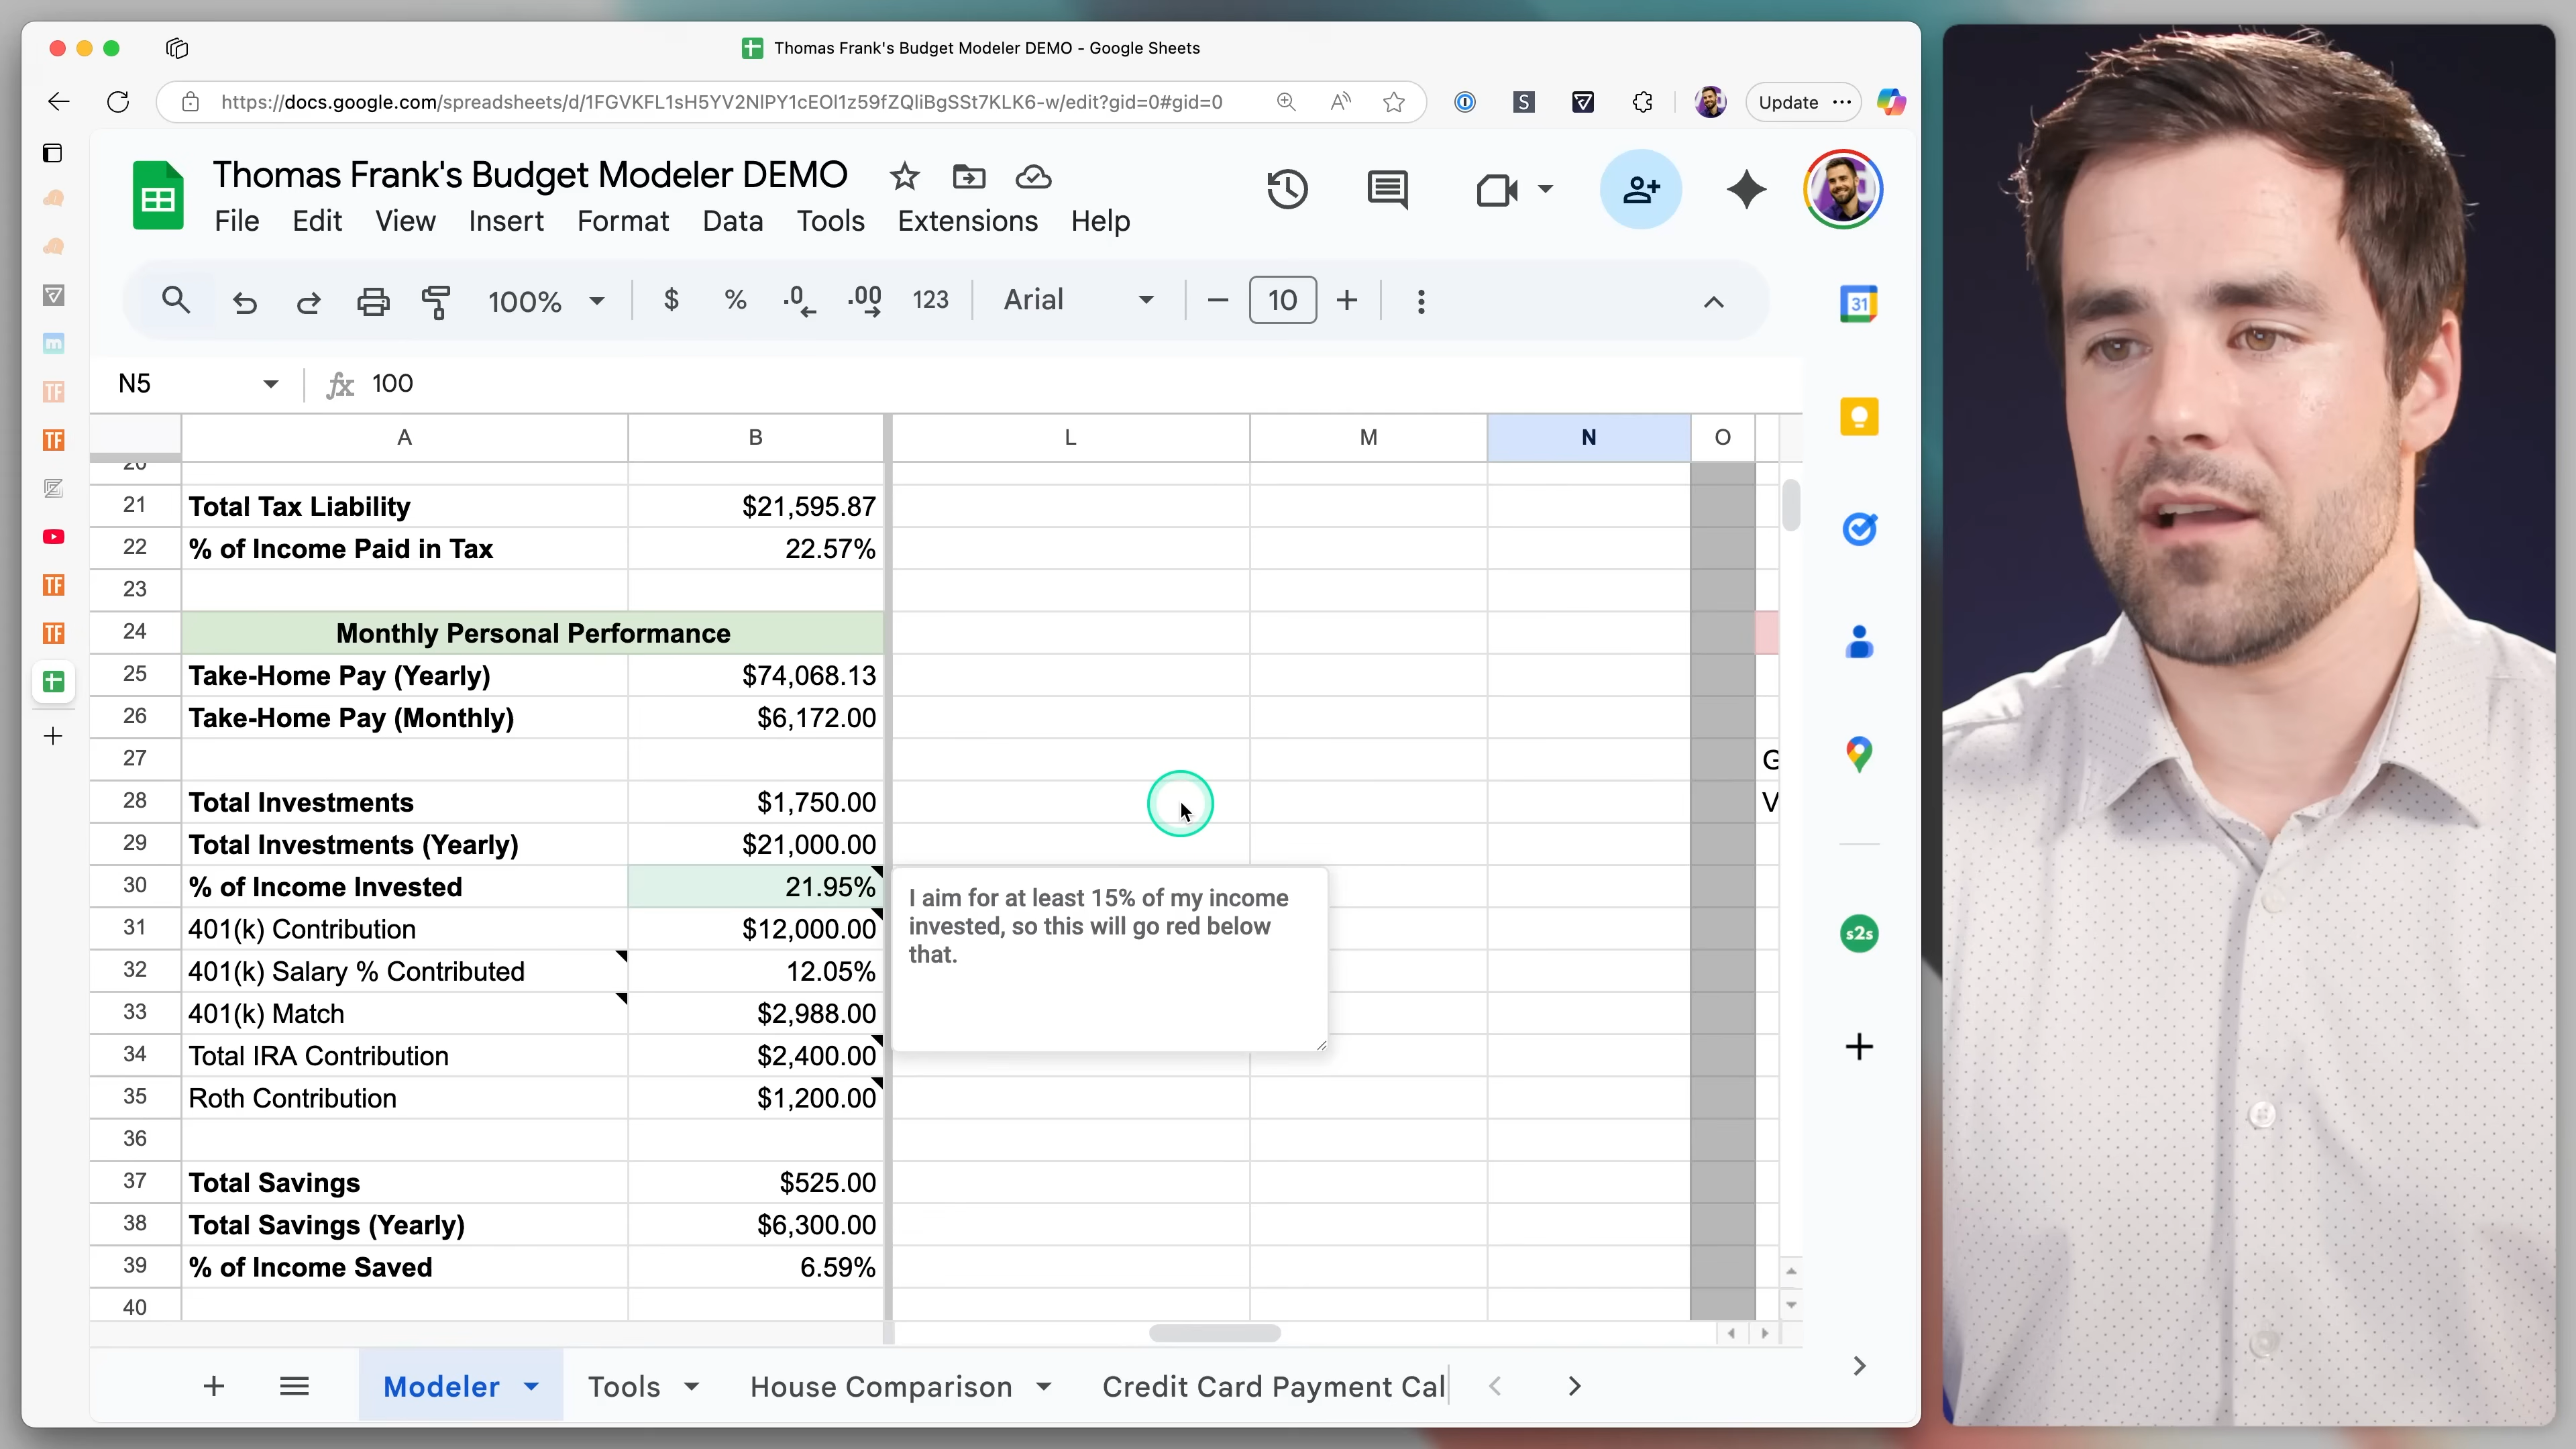 Thomas Frank's Budget Modeler DEMO - Google Sheets
https://docs.google.com/spreadsheets/d/1FGVKFL1sH5YV2NlPY1cEOl1z59fZQliBgSSt7KLK6-w/edit?gid=0#gid=0
Update
Thomas Frank's Budget Modeler DEMO
File Edit View Insert Format Data Tools Extensions Help
100% $ % .0 .00 123 Arial 10
31
N5 fx 100
A B L M N O
20
21 Total Tax Liability $21,595.87
22 % of Income Paid in Tax 22.57%
23
24 Monthly Personal Performance
25 Take-Home Pay (Yearly) $74,068.13
26 Take-Home Pay (Monthly) $6,172.00
27 G
28 Total Investments $1,750.00 V
29 Total Investments (Yearly) $21,000.00
30 % of Income Invested 21.95%
I aim for at least 15% of my income
invested, so this will go red below
that.
31 401(k) Contribution $12,000.00
32 401(k) Salary % Contributed 12.05%
33 401(k) Match $2,988.00
34 Total IRA Contribution $2,400.00
35 Roth Contribution $1,200.00
36
37 Total Savings $525.00
38 Total Savings (Yearly) $6,300.00
39 % of Income Saved 6.59%
40
Modeler Tools House Comparison Credit Card Payment Cal
S
m
TF
TF
TF
TF
s2s